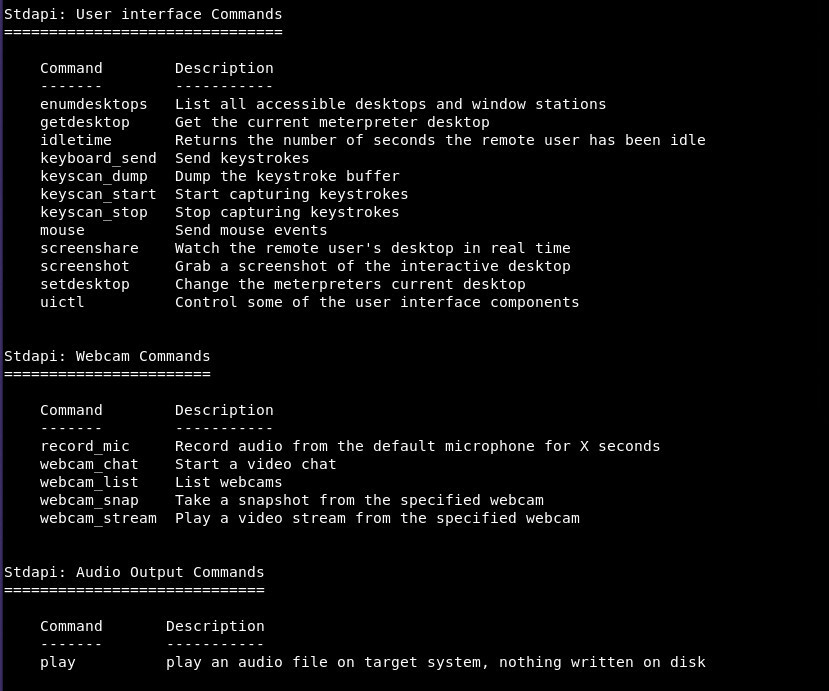 Stdapi: User interface Commands
===============================
Command Description
------- -----------
enumdesktops List all accessible desktops and window stations
getdesktop Get the current meterpreter desktop
idletime Returns the number of seconds the remote user has been idle
keyboard_send Send keystrokes
keyscan_dump Dump the keystroke buffer
keyscan_start Start capturing keystrokes
keyscan_stop Stop capturing keystrokes
mouse Send mouse events
screenshare Watch the remote user's desktop in real time
screenshot Grab a screenshot of the interactive desktop
setdesktop Change the meterpreters current desktop
uictl Control some of the user interface components
Stdapi: Webcam Commands
=======================
Command Description
------- -----------
record_mic Record audio from the default microphone for X seconds
webcam_chat Start a video chat
webcam_list List webcams
webcam_snap Take a snapshot from the specified webcam
webcam_stream Play a video stream from the specified webcam
Stdapi: Audio Output Commands
=============================
Command Description
------- -----------
play play an audio file on target system, nothing written on disk